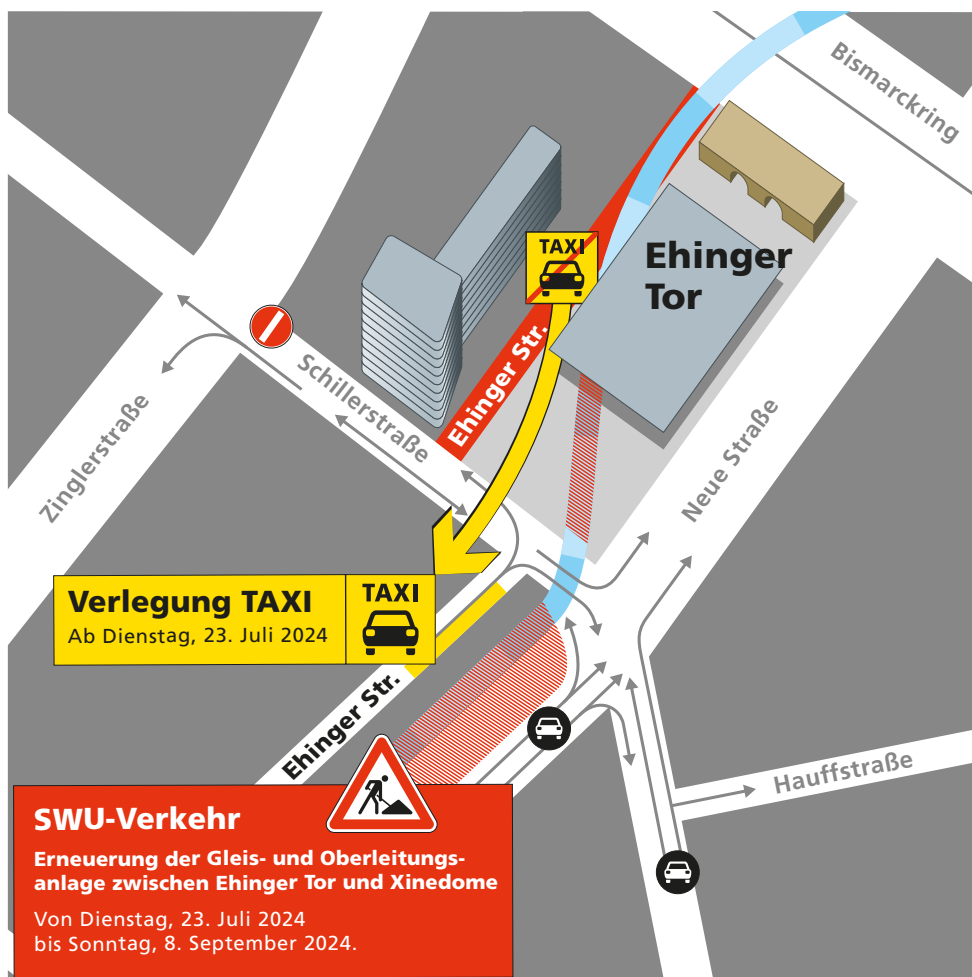 Bismarckring
TAXI
Ehinger
Tor
Ehinger Str.
Schillerstraße
Zinglerstraße
Neue Straße
Verlegung TAXI
Ab Dienstag, 23. Juli 2024
TAXI
Ehinger Str.
Hauffstraße
SWU-Verkehr
Erneuerung der Gleis- und Oberleitungs-
anlage zwischen Ehinger Tor und Xinedome
Von Dienstag, 23. Juli 2024
bis Sonntag, 8. September 2024.